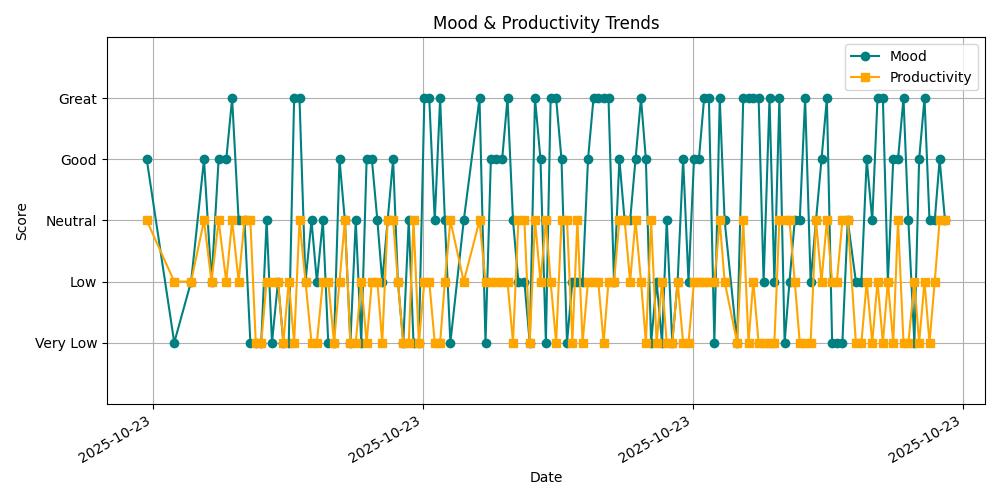 Mood & Productivity Trends
Mood
Productivity
Great
Good
Neutral
Low
Very Low
Score
2025-10-23
2025-10-23
2025-10-23
2025-10-23
Date